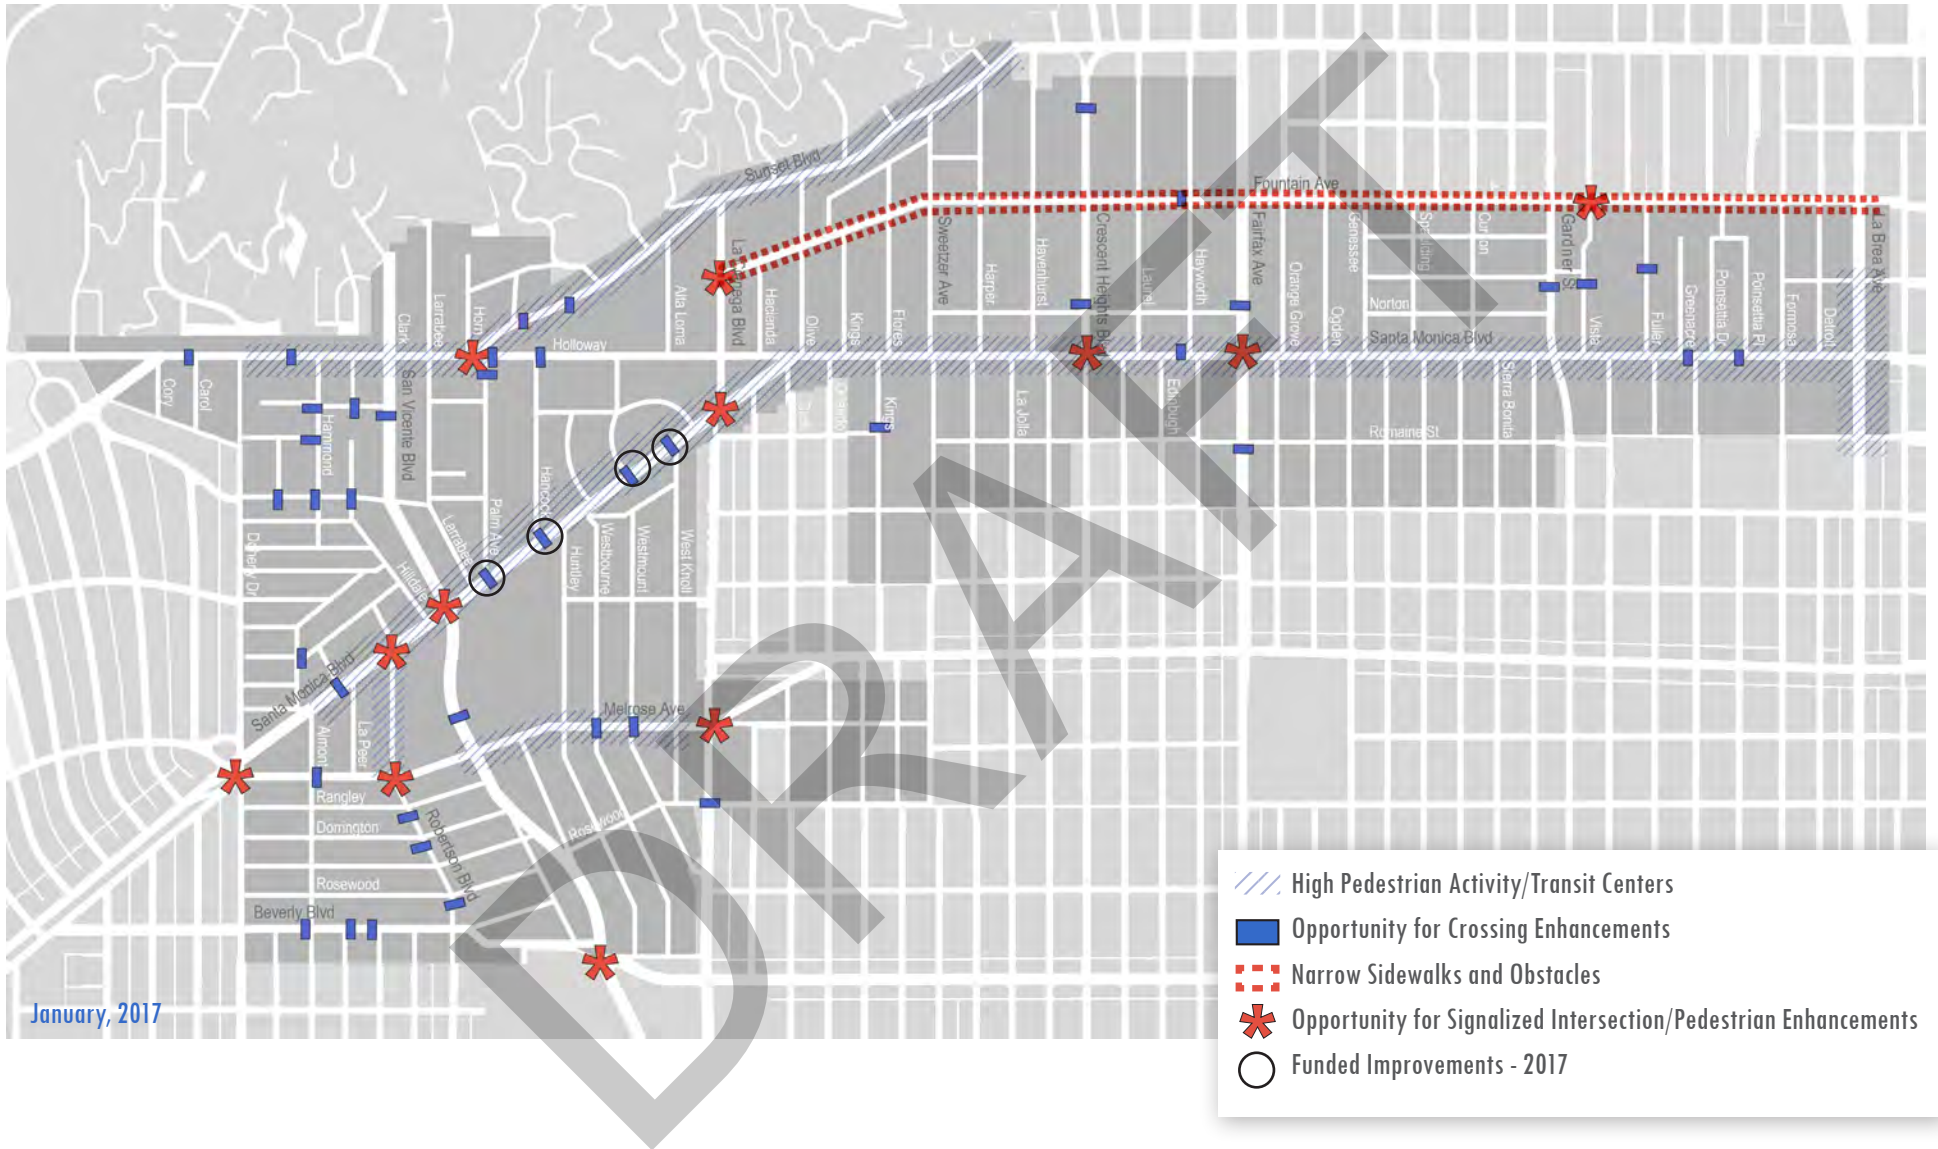 Sunset Blvd
Fountain Ave
La Brea Ave
Gardner St
Curson
Spaulding
Genessee
Fairfax Ave
Crescent Heights Blvd
Sweetzer Ave
Harper
Havenhurst
Laurel
Hayworth
Orange Grove
Ogden
Norton
Santa Monica Blvd
Vista
Fuller
Greenacre
Poinsettia Dr
Poinsettia Pl
Formosa
Detroit
Clark
Larrabee
Horn
Holloway
Alta Loma
La Cienega Blvd
Hacienda
Olive
Kings
Flores
Cory
Carol
Hammond
San Vicente Blvd
Kings
La Jolla
Edinburgh
Romaine St
Sierra Bonita
Doheny Dr
Hilldale
Larrabee
Palm Ave
Hancock
Huntley
Westbourne
Westmount
West Knoll
Santa Monica Blvd
Almont
La Peer
Melrose Ave
Rangley
Dorrington
Rosewood
Robertson Blvd
Rosewood
Beverly Blvd
DRAFT
January, 2017
High Pedestrian Activity/Transit Centers
Opportunity for Crossing Enhancements
Narrow Sidewalks and Obstacles
Opportunity for Signalized Intersection/Pedestrian Enhancements
Funded Improvements - 2017